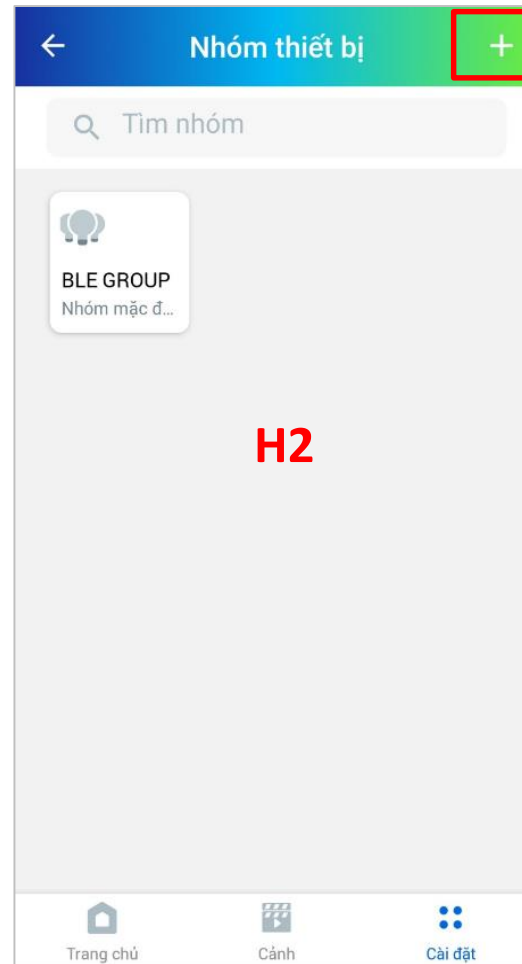 Nhóm thiết bị
Tìm nhóm
BLE GROUP
Nhóm mặc đ...
H2
Trang chủ
Cảnh
Cài đặt